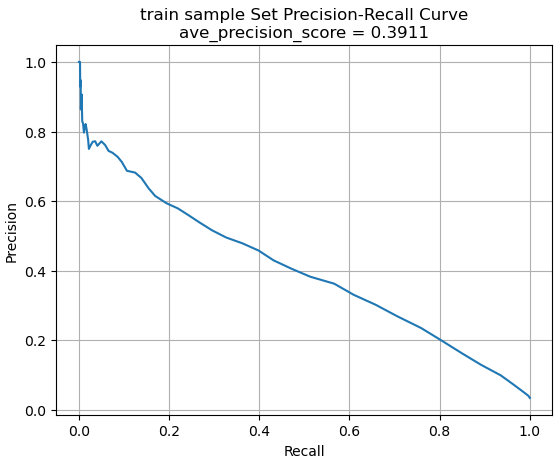 train sample Set Precision-Recall Curve
ave_precision_score = 0.3911
1.0
0.8
0.6
0.4
0.2
0.0
Precision
0.0 0.2 0.4 0.6 0.8 1.0
Recall